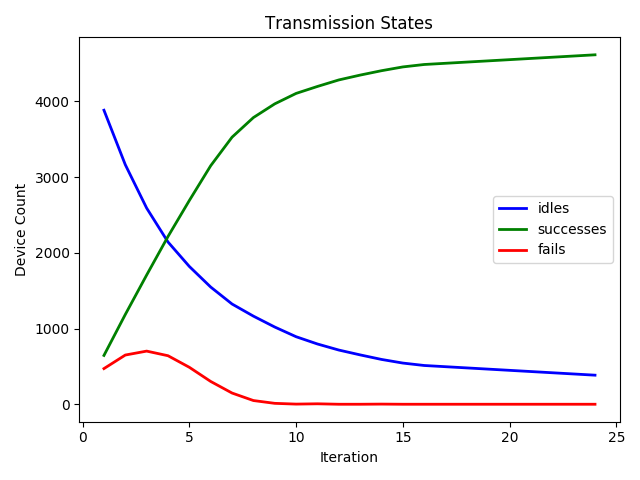 Transmission States
Device Count
4000
3000
2000
1000
0
idles
successes
fails
0 5 10 15 20 25
Iteration